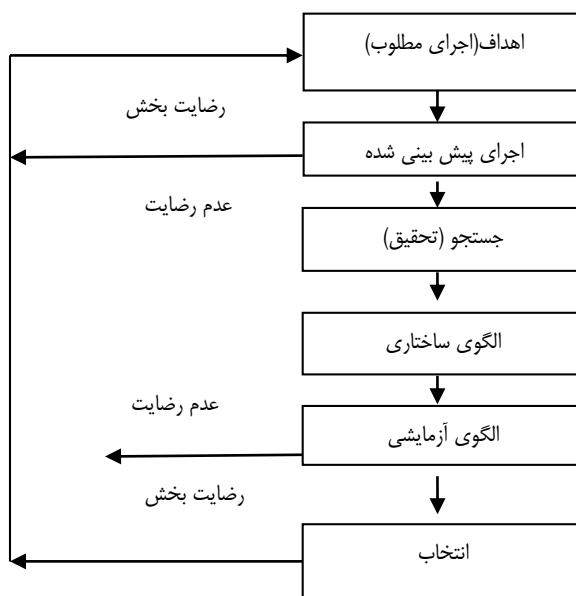 اهداف(اجرای مطلوب)
رضایت بخش
اجرای پیش بینی شده
عدم رضایت
جستجو (تحقیق)
الگوی ساختاری
عدم رضایت
الگوی آزمایشی
رضایت بخش
انتخاب